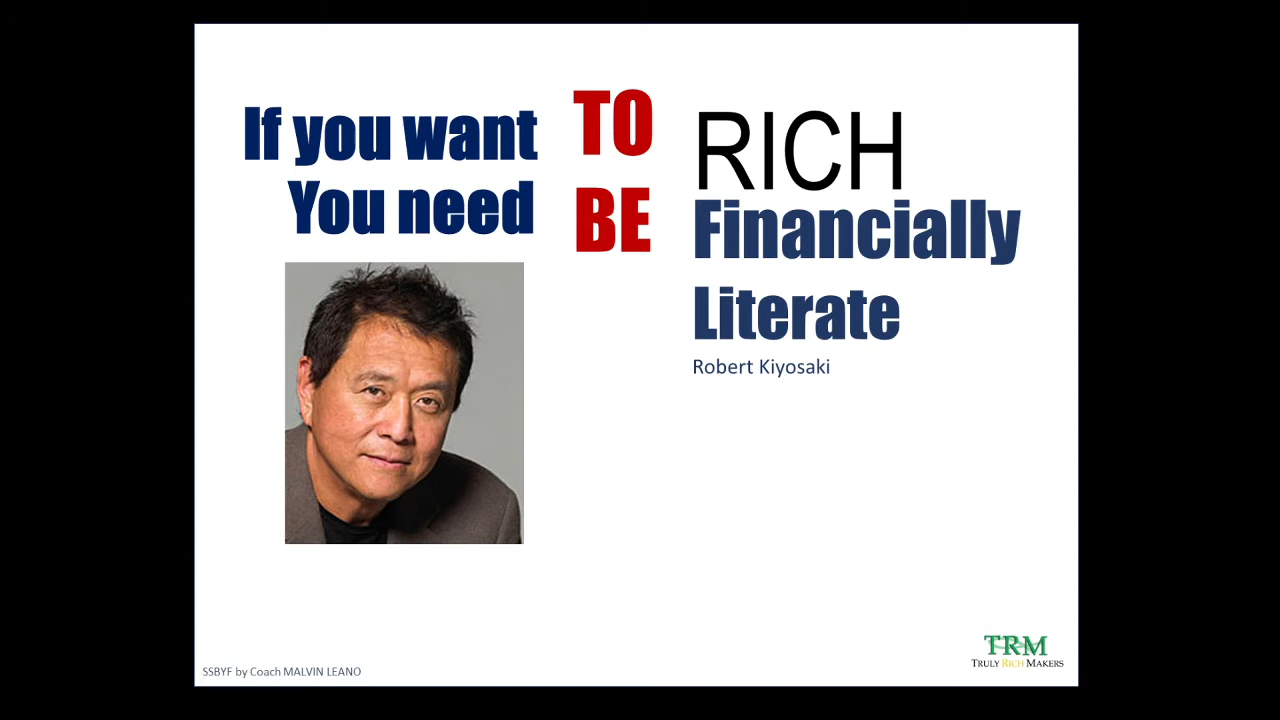 If you want
You need
TO
BE
RICH
Financially
Literate
Robert Kiyosaki
TRM
TRULY RICH MAKERS
SSBYF by Coach MALVIN LEANO